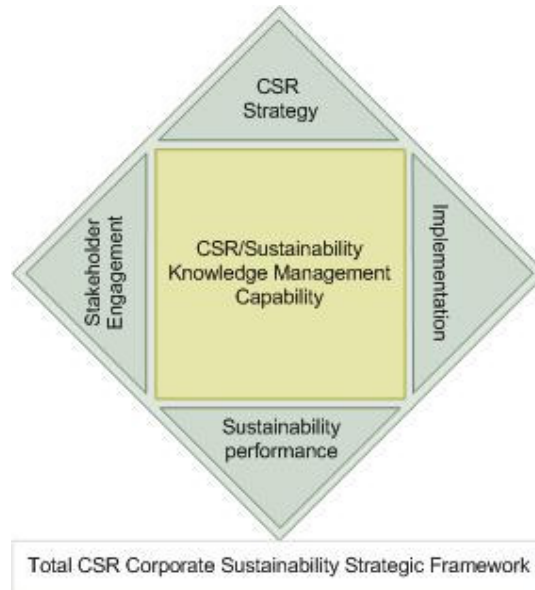 CSR
Strategy
Stakeholder
Engagement
CSR/Sustainability
Knowledge Management
Capability
Implementation
Sustainability
performance
Total CSR Corporate Sustainability Strategic Framework